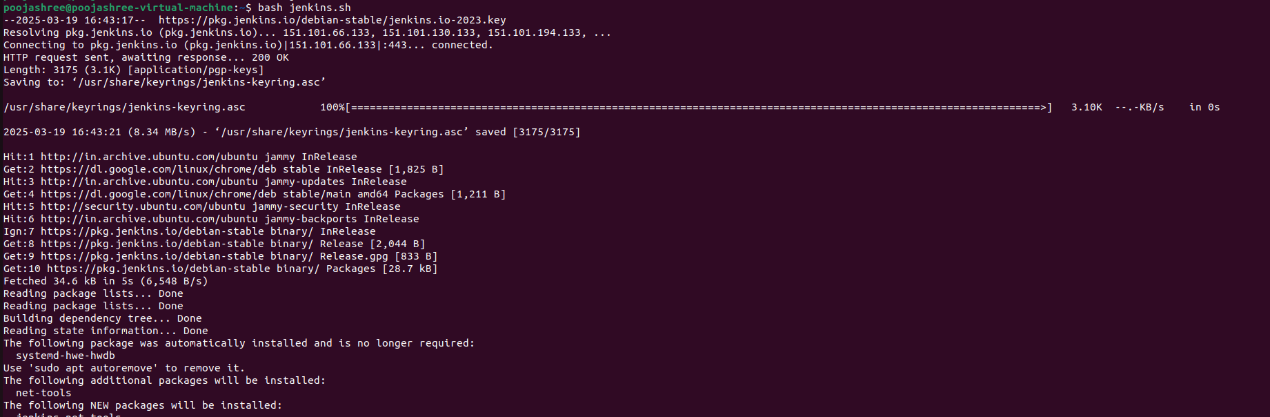 poojashree@poojashree-virtual-machine:~$ bash jenkins.sh
--2025-03-19 16:43:17--  https://pkg.jenkins.io/debian-stable/jenkins.io-2023.key
Resolving pkg.jenkins.io (pkg.jenkins.io)... 151.101.66.133, 151.101.130.133, 151.101.194.133, ...
Connecting to pkg.jenkins.io (pkg.jenkins.io)|151.101.66.133|:443... connected.
HTTP request sent, awaiting response... 200 OK
Length: 3175 (3.1K) [application/pgp-keys]
Saving to: ‘/usr/share/keyrings/jenkins-keyring.asc’
/usr/share/keyrings/jenkins-keyring.asc 100%[==============================================================================================================>] 3.10K --.-KB/s in 0s
2025-03-19 16:43:21 (8.34 MB/s) - ‘/usr/share/keyrings/jenkins-keyring.asc’ saved [3175/3175]
Hit:1 http://in.archive.ubuntu.com/ubuntu jammy InRelease
Get:2 https://dl.google.com/linux/chrome/deb stable InRelease [1,825 B]
Hit:3 http://in.archive.ubuntu.com/ubuntu jammy-updates InRelease
Get:4 https://dl.google.com/linux/chrome/deb stable/main amd64 Packages [1,211 B]
Hit:5 http://security.ubuntu.com/ubuntu jammy-security InRelease
Hit:6 http://in.archive.ubuntu.com/ubuntu jammy-backports InRelease
Ign:7 https://pkg.jenkins.io/debian-stable binary/ InRelease
Get:8 https://pkg.jenkins.io/debian-stable binary/ Release [2,044 B]
Get:9 https://pkg.jenkins.io/debian-stable binary/ Release.gpg [833 B]
Get:10 https://pkg.jenkins.io/debian-stable binary/ Packages [28.7 kB]
Fetched 34.6 kB in 5s (6,548 B/s)
Reading package lists... Done
Reading package lists... Done
Building dependency tree... Done
Reading state information... Done
The following package was automatically installed and is no longer required:
systemd-hwe-hwdb
Use 'sudo apt autoremove' to remove it.
The following additional packages will be installed:
net-tools
The following NEW packages will be installed:
jenkins net-tools